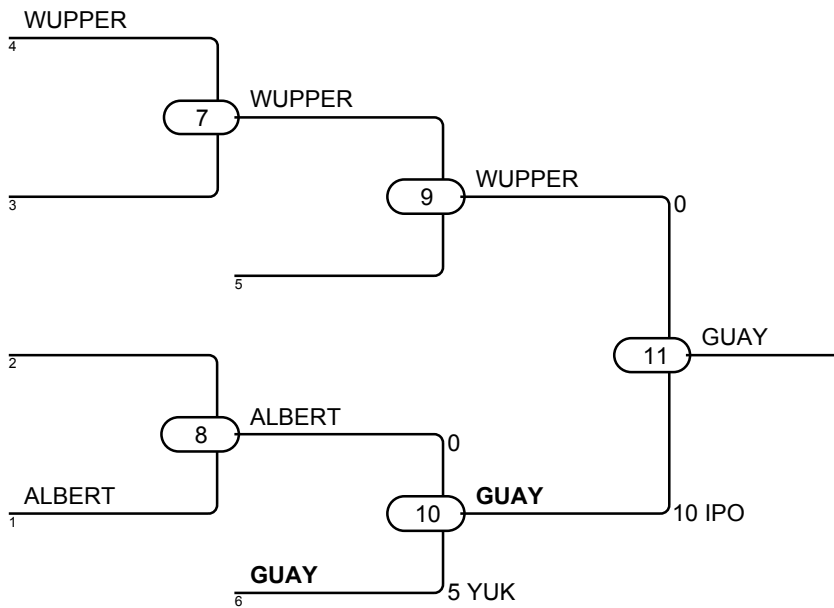 WUPPER
4
7
WUPPER
3
9
WUPPER
0
5
11
GUAY
2
8
ALBERT
0
ALBERT
1
10
GUAY
10 IPO
GUAY
6
5 YUK